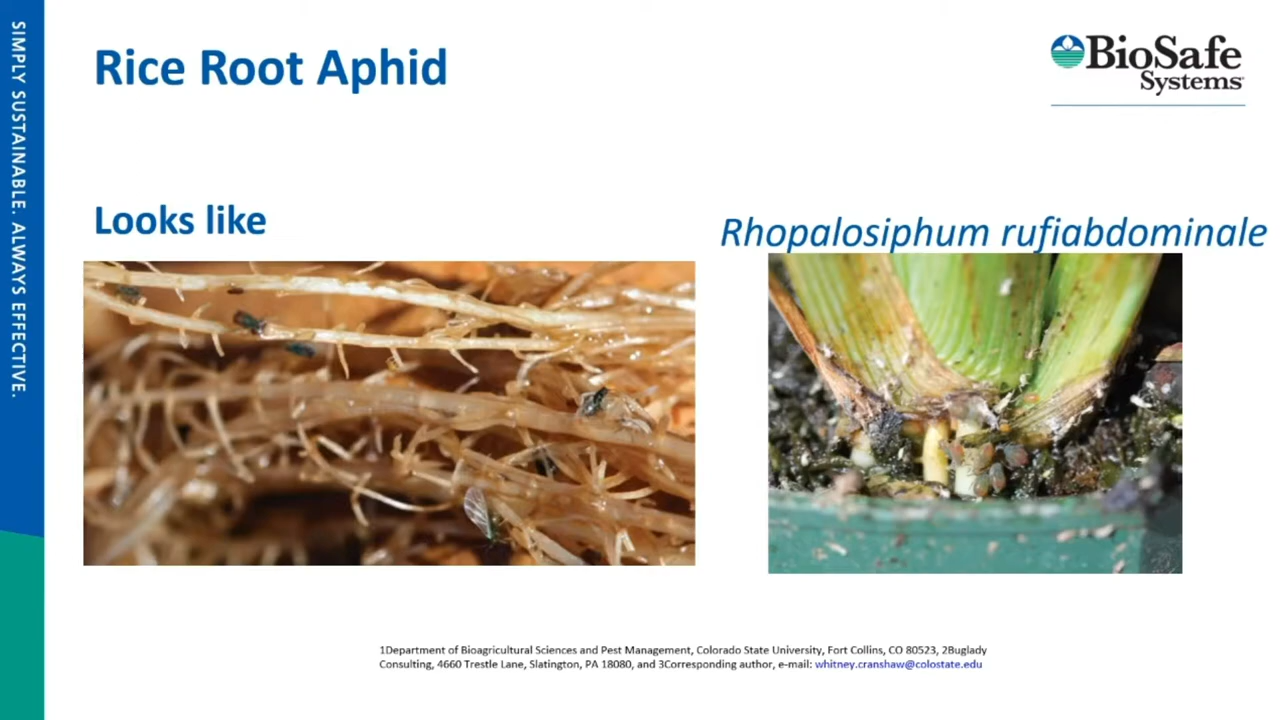 SIMPLY SUSTAINABLE. ALWAYS EFFECTIVE.
Rice Root Aphid
BioSafe
Systems
Looks like
Rhopalosiphum rufiabdominale
1Department of Bioagricultural Sciences and Pest Management, Colorado State University, Fort Collins, CO 80523, 2Buglady
Consulting, 4660 Trestle Lane, Slatington, PA 18080, and 3Corresponding author, e-mail: whitney.cranshaw@colostate.edu